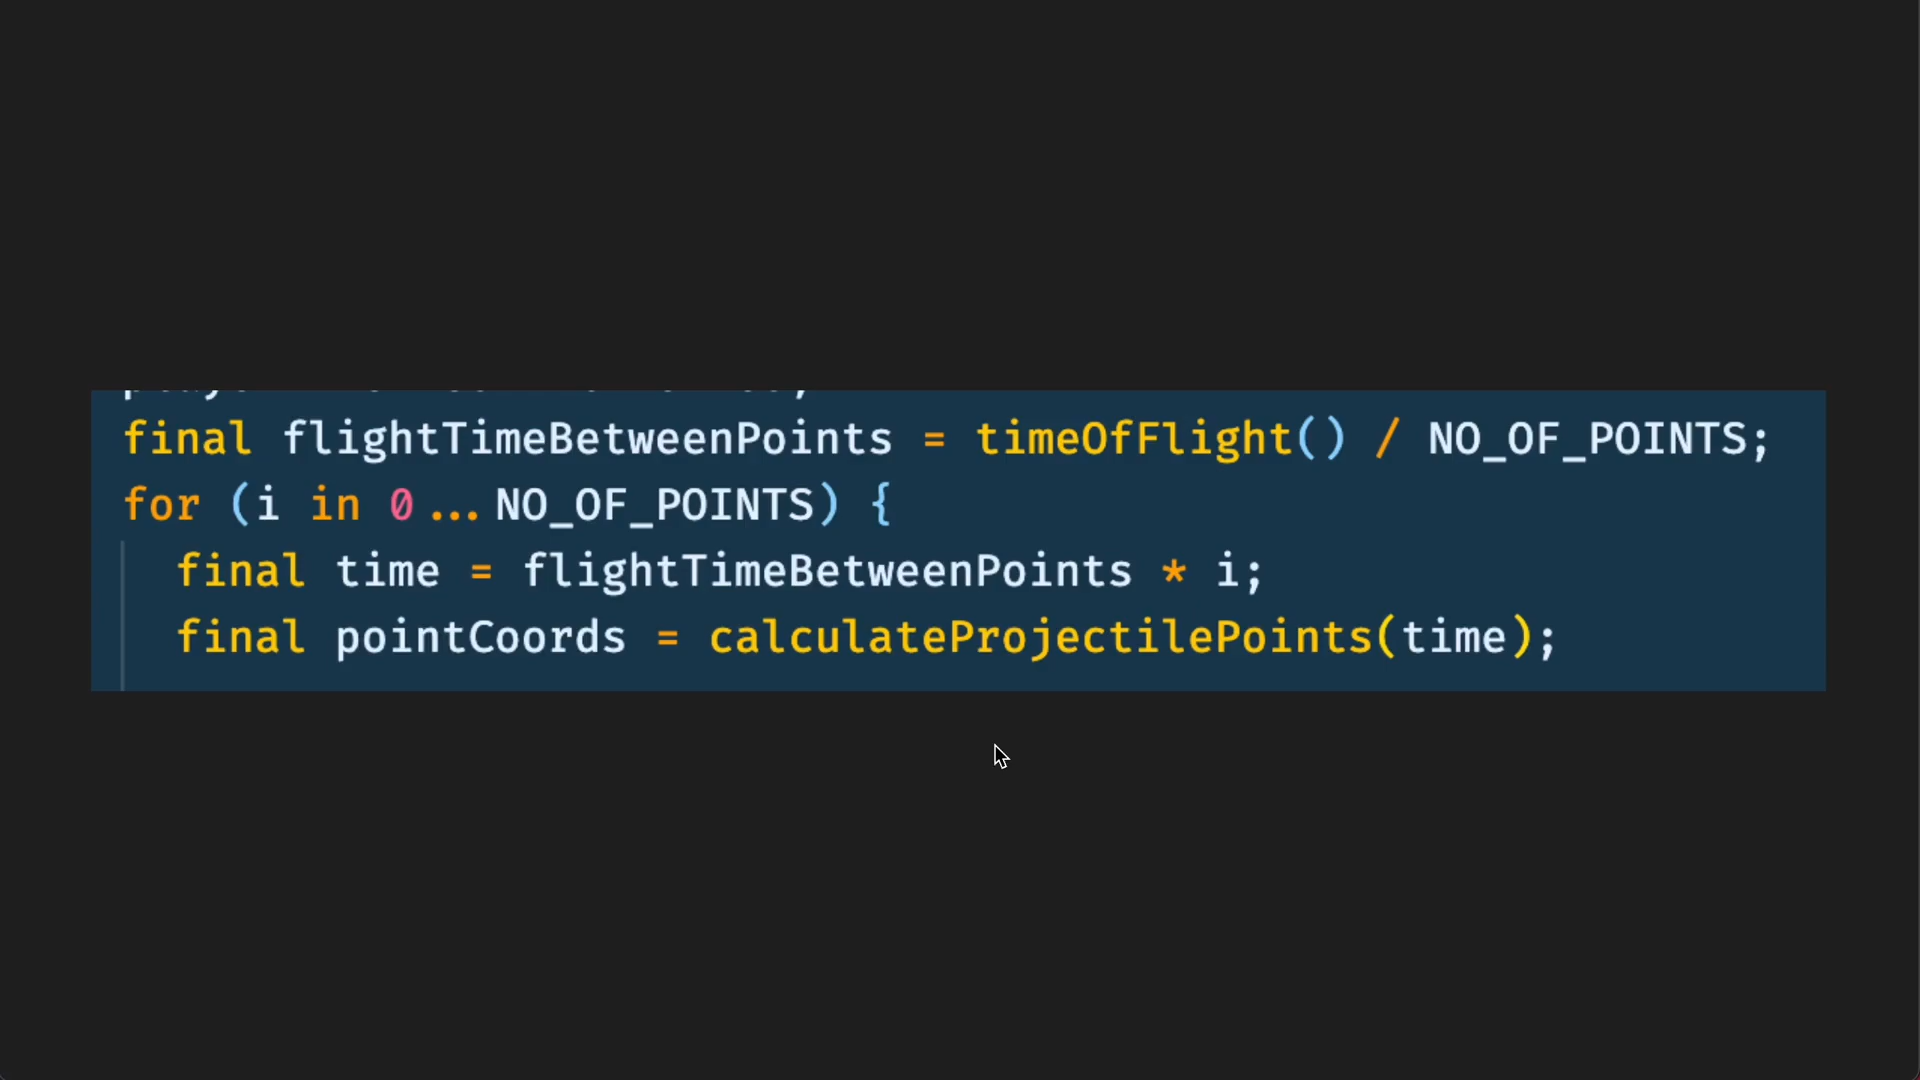 final flightTimeBetweenPoints = timeOfFlight() / NO_OF_POINTS;
for (i in 0...NO_OF_POINTS) {
final time = flightTimeBetweenPoints * i;
final pointCoords = calculateProjectilePoints(time);